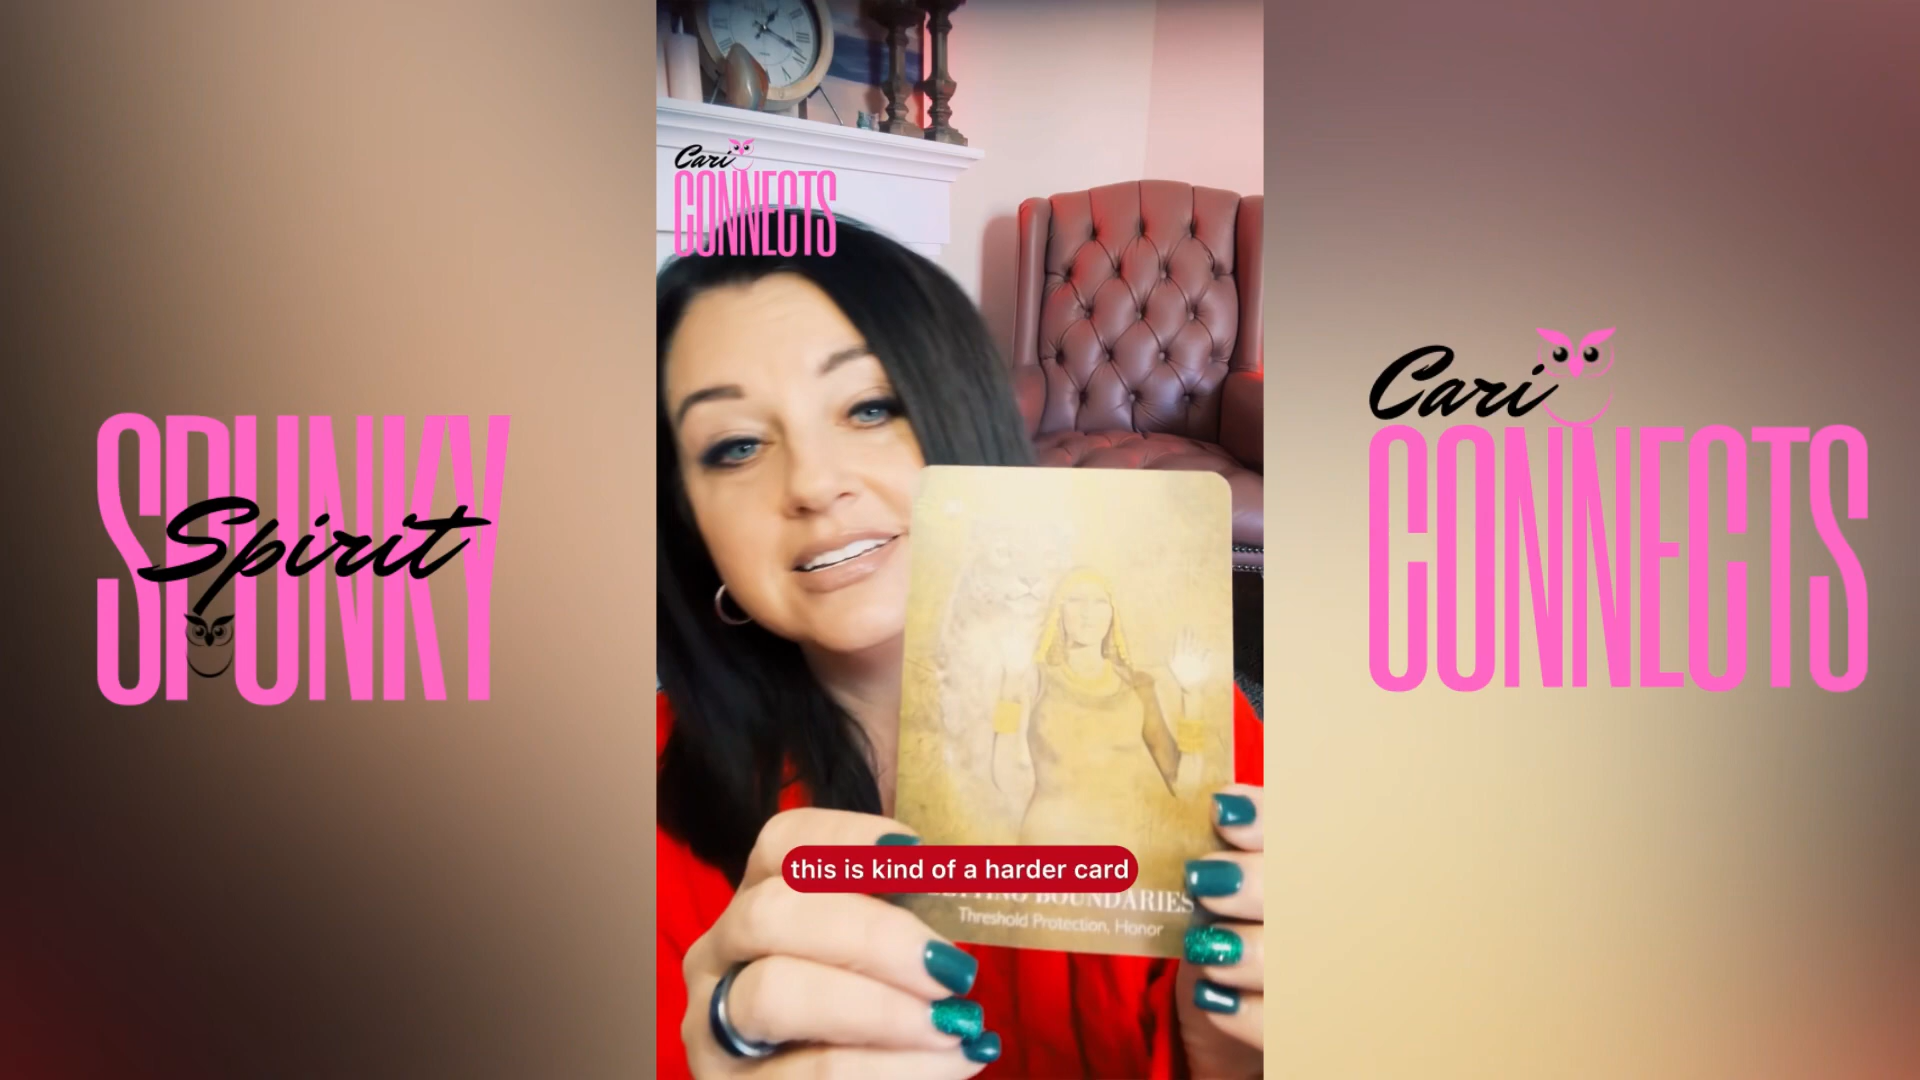 SPUNKY
Spirit
Cari
CONNECTS
this is kind of a harder card
BOUNDARIES
Threshold Protection, Honor
Cari
CONNECTS